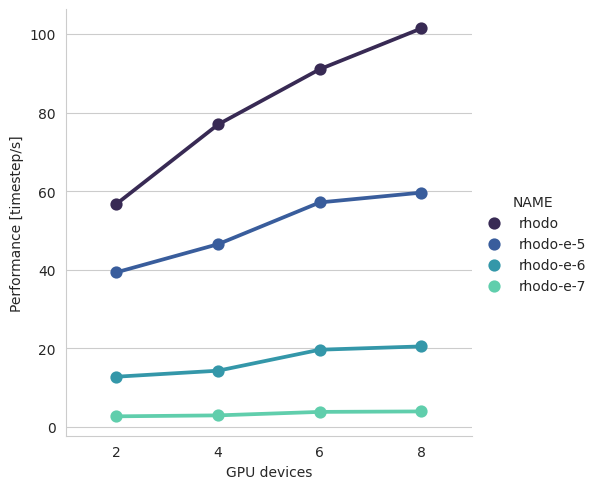 Performance [timestep/s]
100
80
60
40
20
0
2 4 6 8
GPU devices
NAME
rhodo
rhodo-e-5
rhodo-e-6
rhodo-e-7